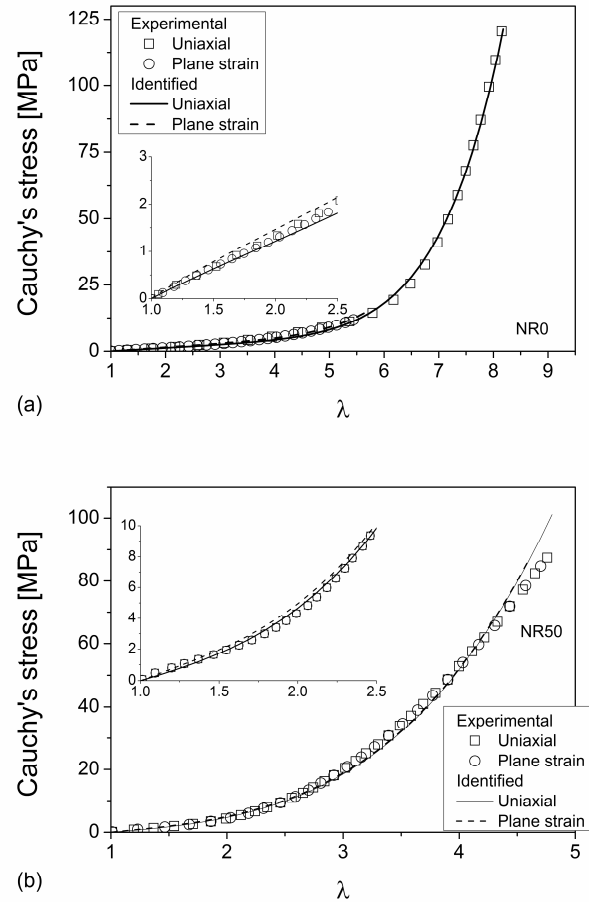 Cauchy's stress [MPa]
125
100
75
50
25
0
Experimental
Uniaxial
Plane strain
Identified
Uniaxial
Plane strain
3
2
1
0
1.0 1.5 2.0 2.5
NR0
1 2 3 4 5 6 7 8 9
(a)
λ
Cauchy's stress [MPa]
100
80
60
40
20
0
10
8
6
4
2
0
1.0 1.5 2.0 2.5
NR50
Experimental
Uniaxial
Plane strain
Identified
Uniaxial
Plane strain
1 2 3 4 5
(b)
λ